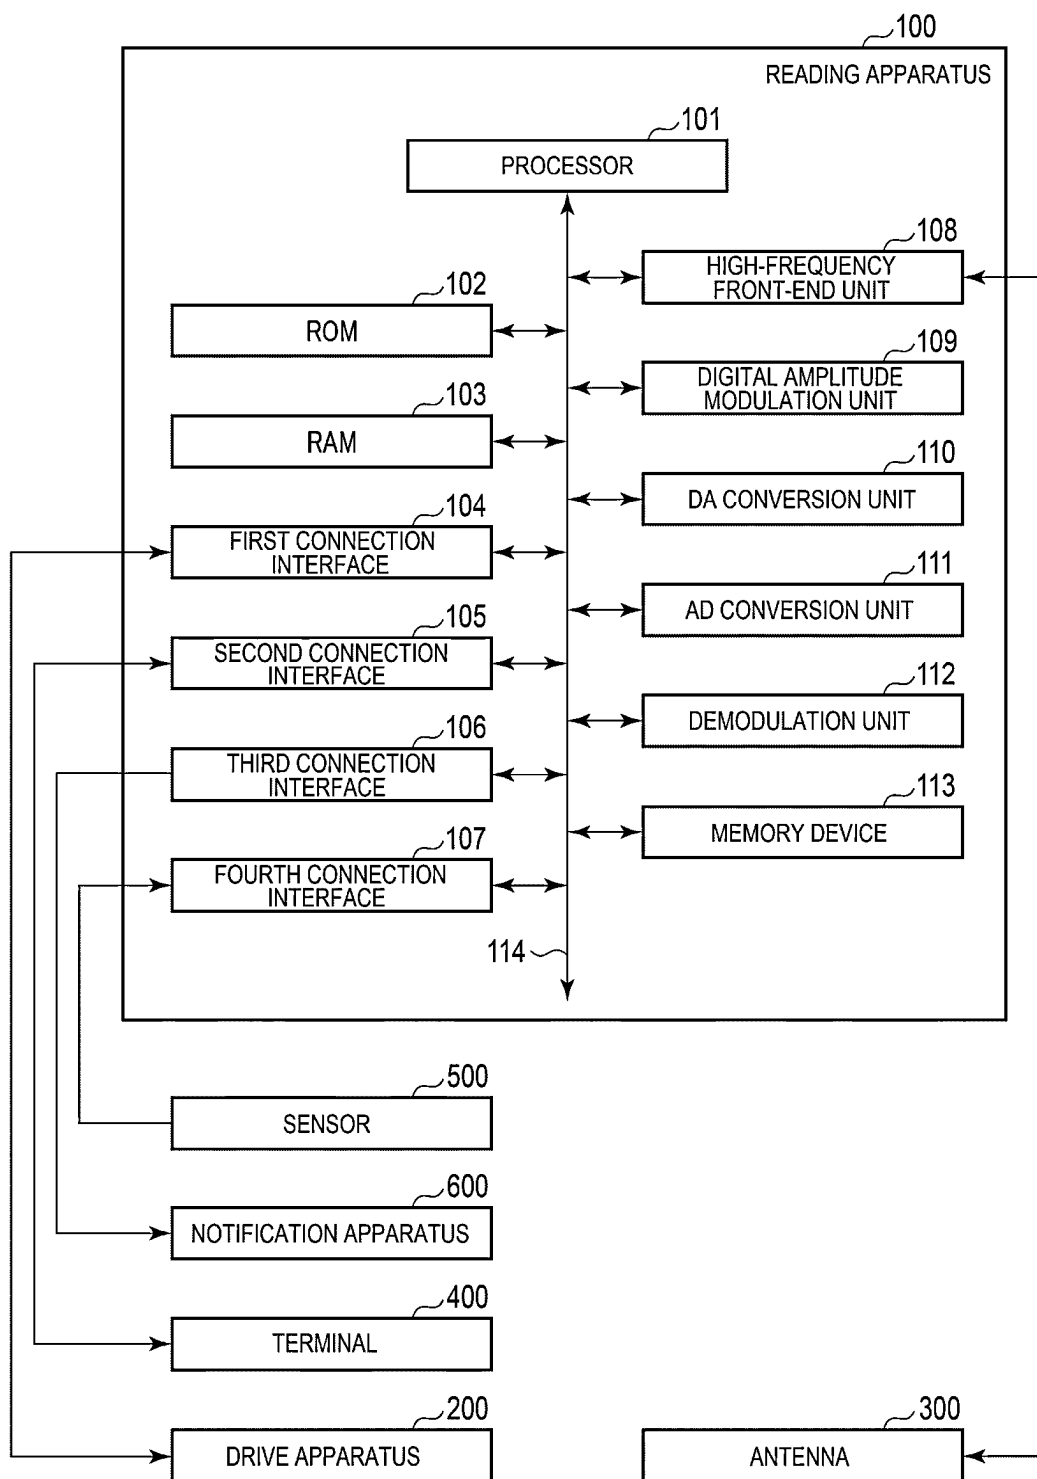 100
READING APPARATUS
101
PROCESSOR
102
ROM
103
RAM
104
FIRST CONNECTION
INTERFACE
105
SECOND CONNECTION
INTERFACE
106
THIRD CONNECTION
INTERFACE
107
FOURTH CONNECTION
INTERFACE
108
HIGH-FREQUENCY
FRONT-END UNIT
109
DIGITAL AMPLITUDE
MODULATION UNIT
110
DA CONVERSION UNIT
111
AD CONVERSION UNIT
112
DEMODULATION UNIT
113
MEMORY DEVICE
114
500
SENSOR
600
NOTIFICATION APPARATUS
400
TERMINAL
200
DRIVE APPARATUS
300
ANTENNA